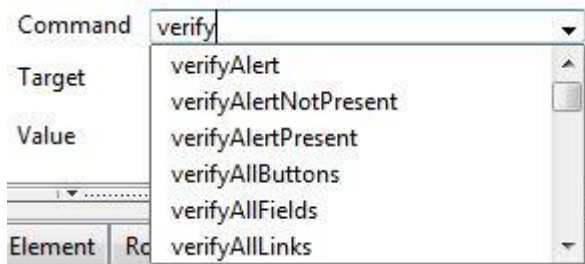 Command verify
verifyAlert
Target
verifyAlertNotPresent
verifyAlertPresent
Value
verifyAllButtons
verifyAllFields
Element
verifyAllLinks